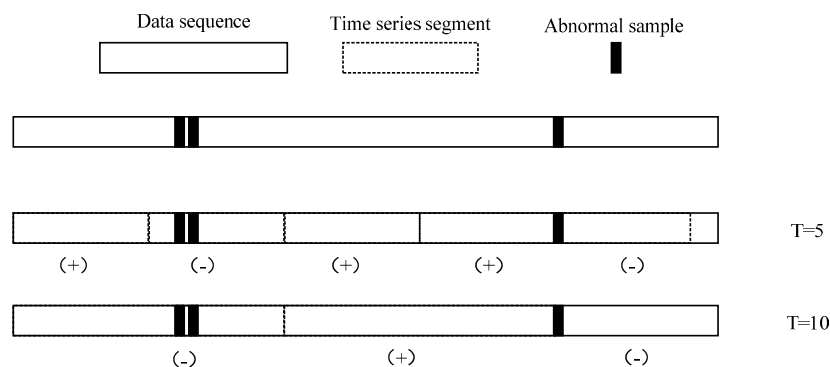 Data sequence Time series segment Abnormal sample
T=5
(+) (-) (+) (+) (-)
T=10
(-) (+) (-)